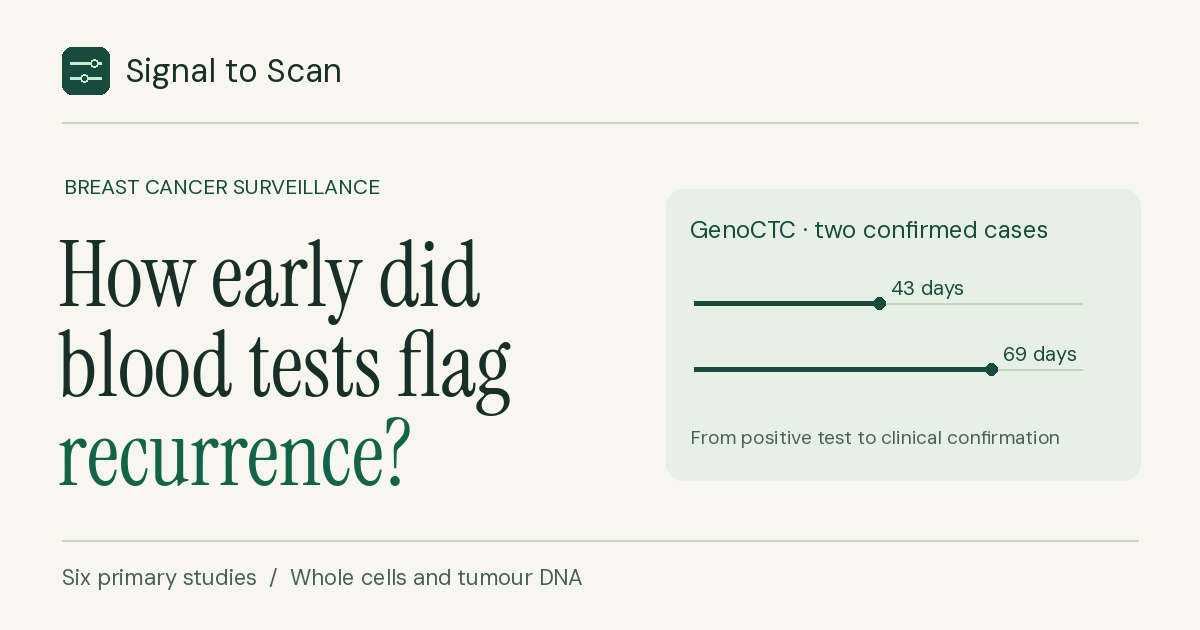 Signal to Scan
BREAST CANCER SURVEILLANCE
How early did
blood tests flag
recurrence?
GenoCTC · two confirmed cases
43 days
69 days
From positive test to clinical confirmation
Six primary studies / Whole cells and tumour DNA